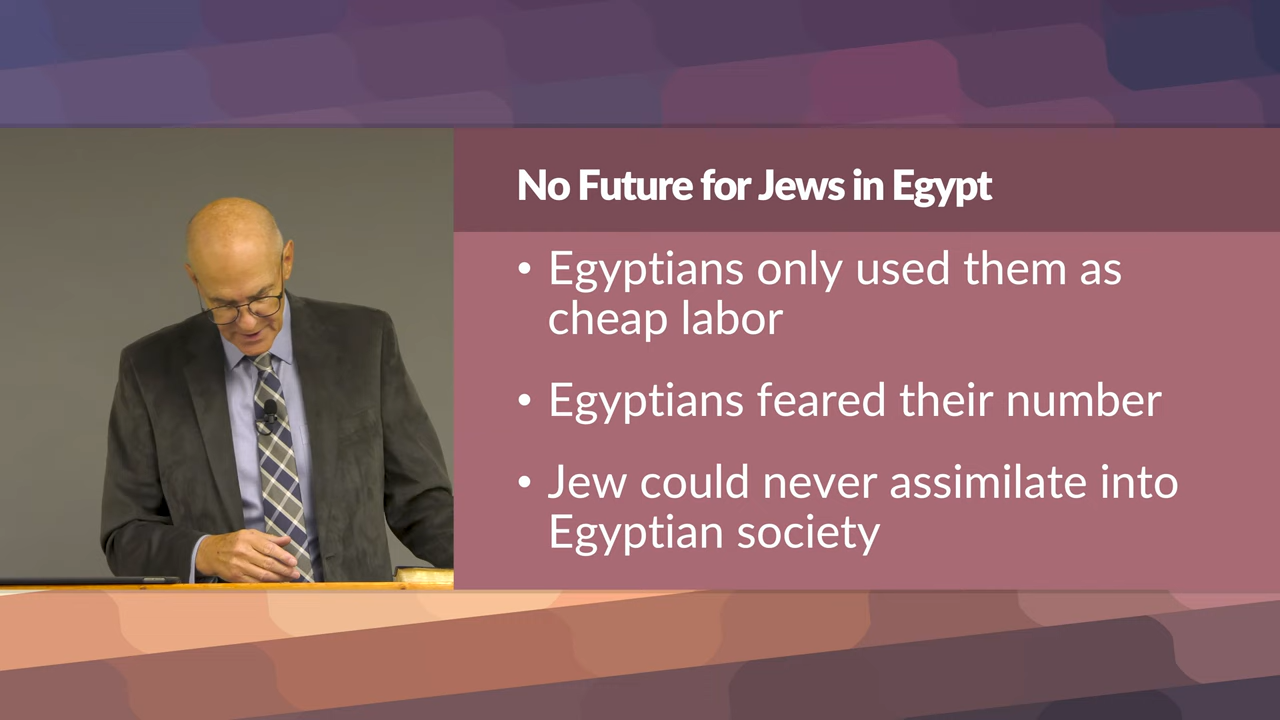 No Future for Jews in Egypt
• Egyptians only used them as
cheap labor
• Egyptians feared their number
• Jew could never assimilate into
Egyptian society